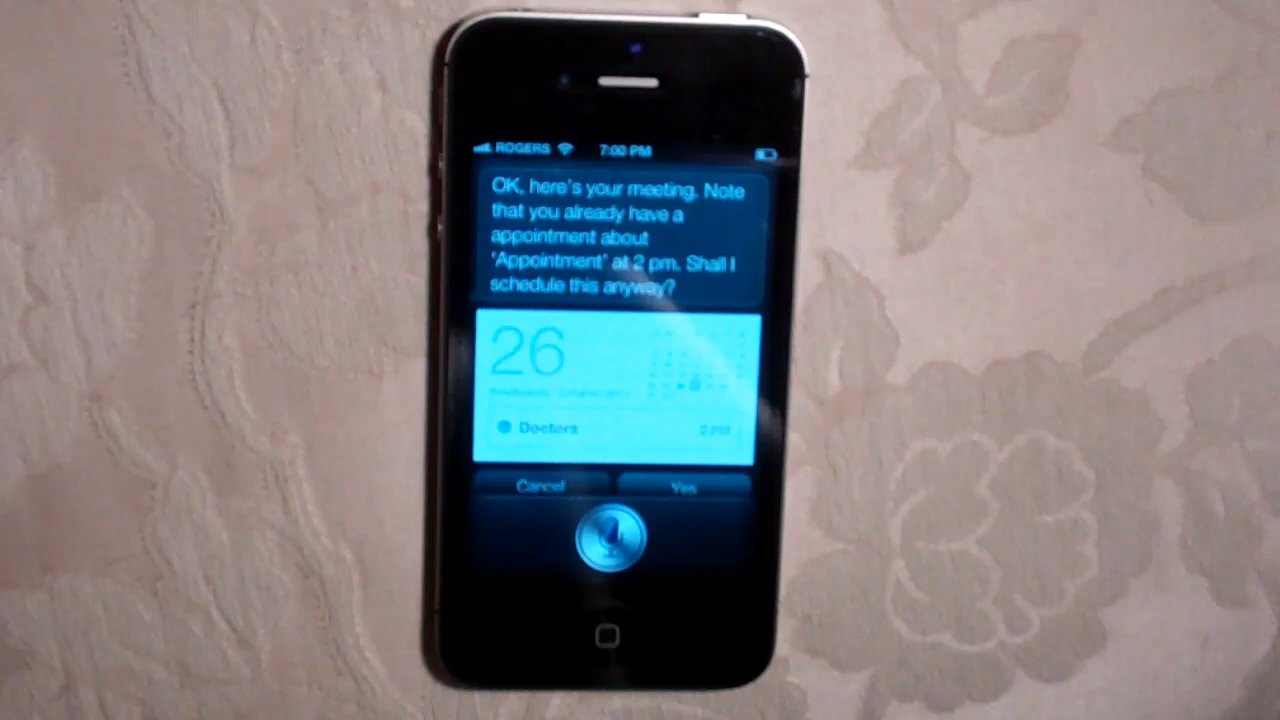 ROGERS 7:00 PM
OK, here's your meeting. Note
that you already have a
appointment about
'Appointment' at 2 pm. Shall I
schedule this anyway?
26
Doctors 2 PM
Cancel Yes